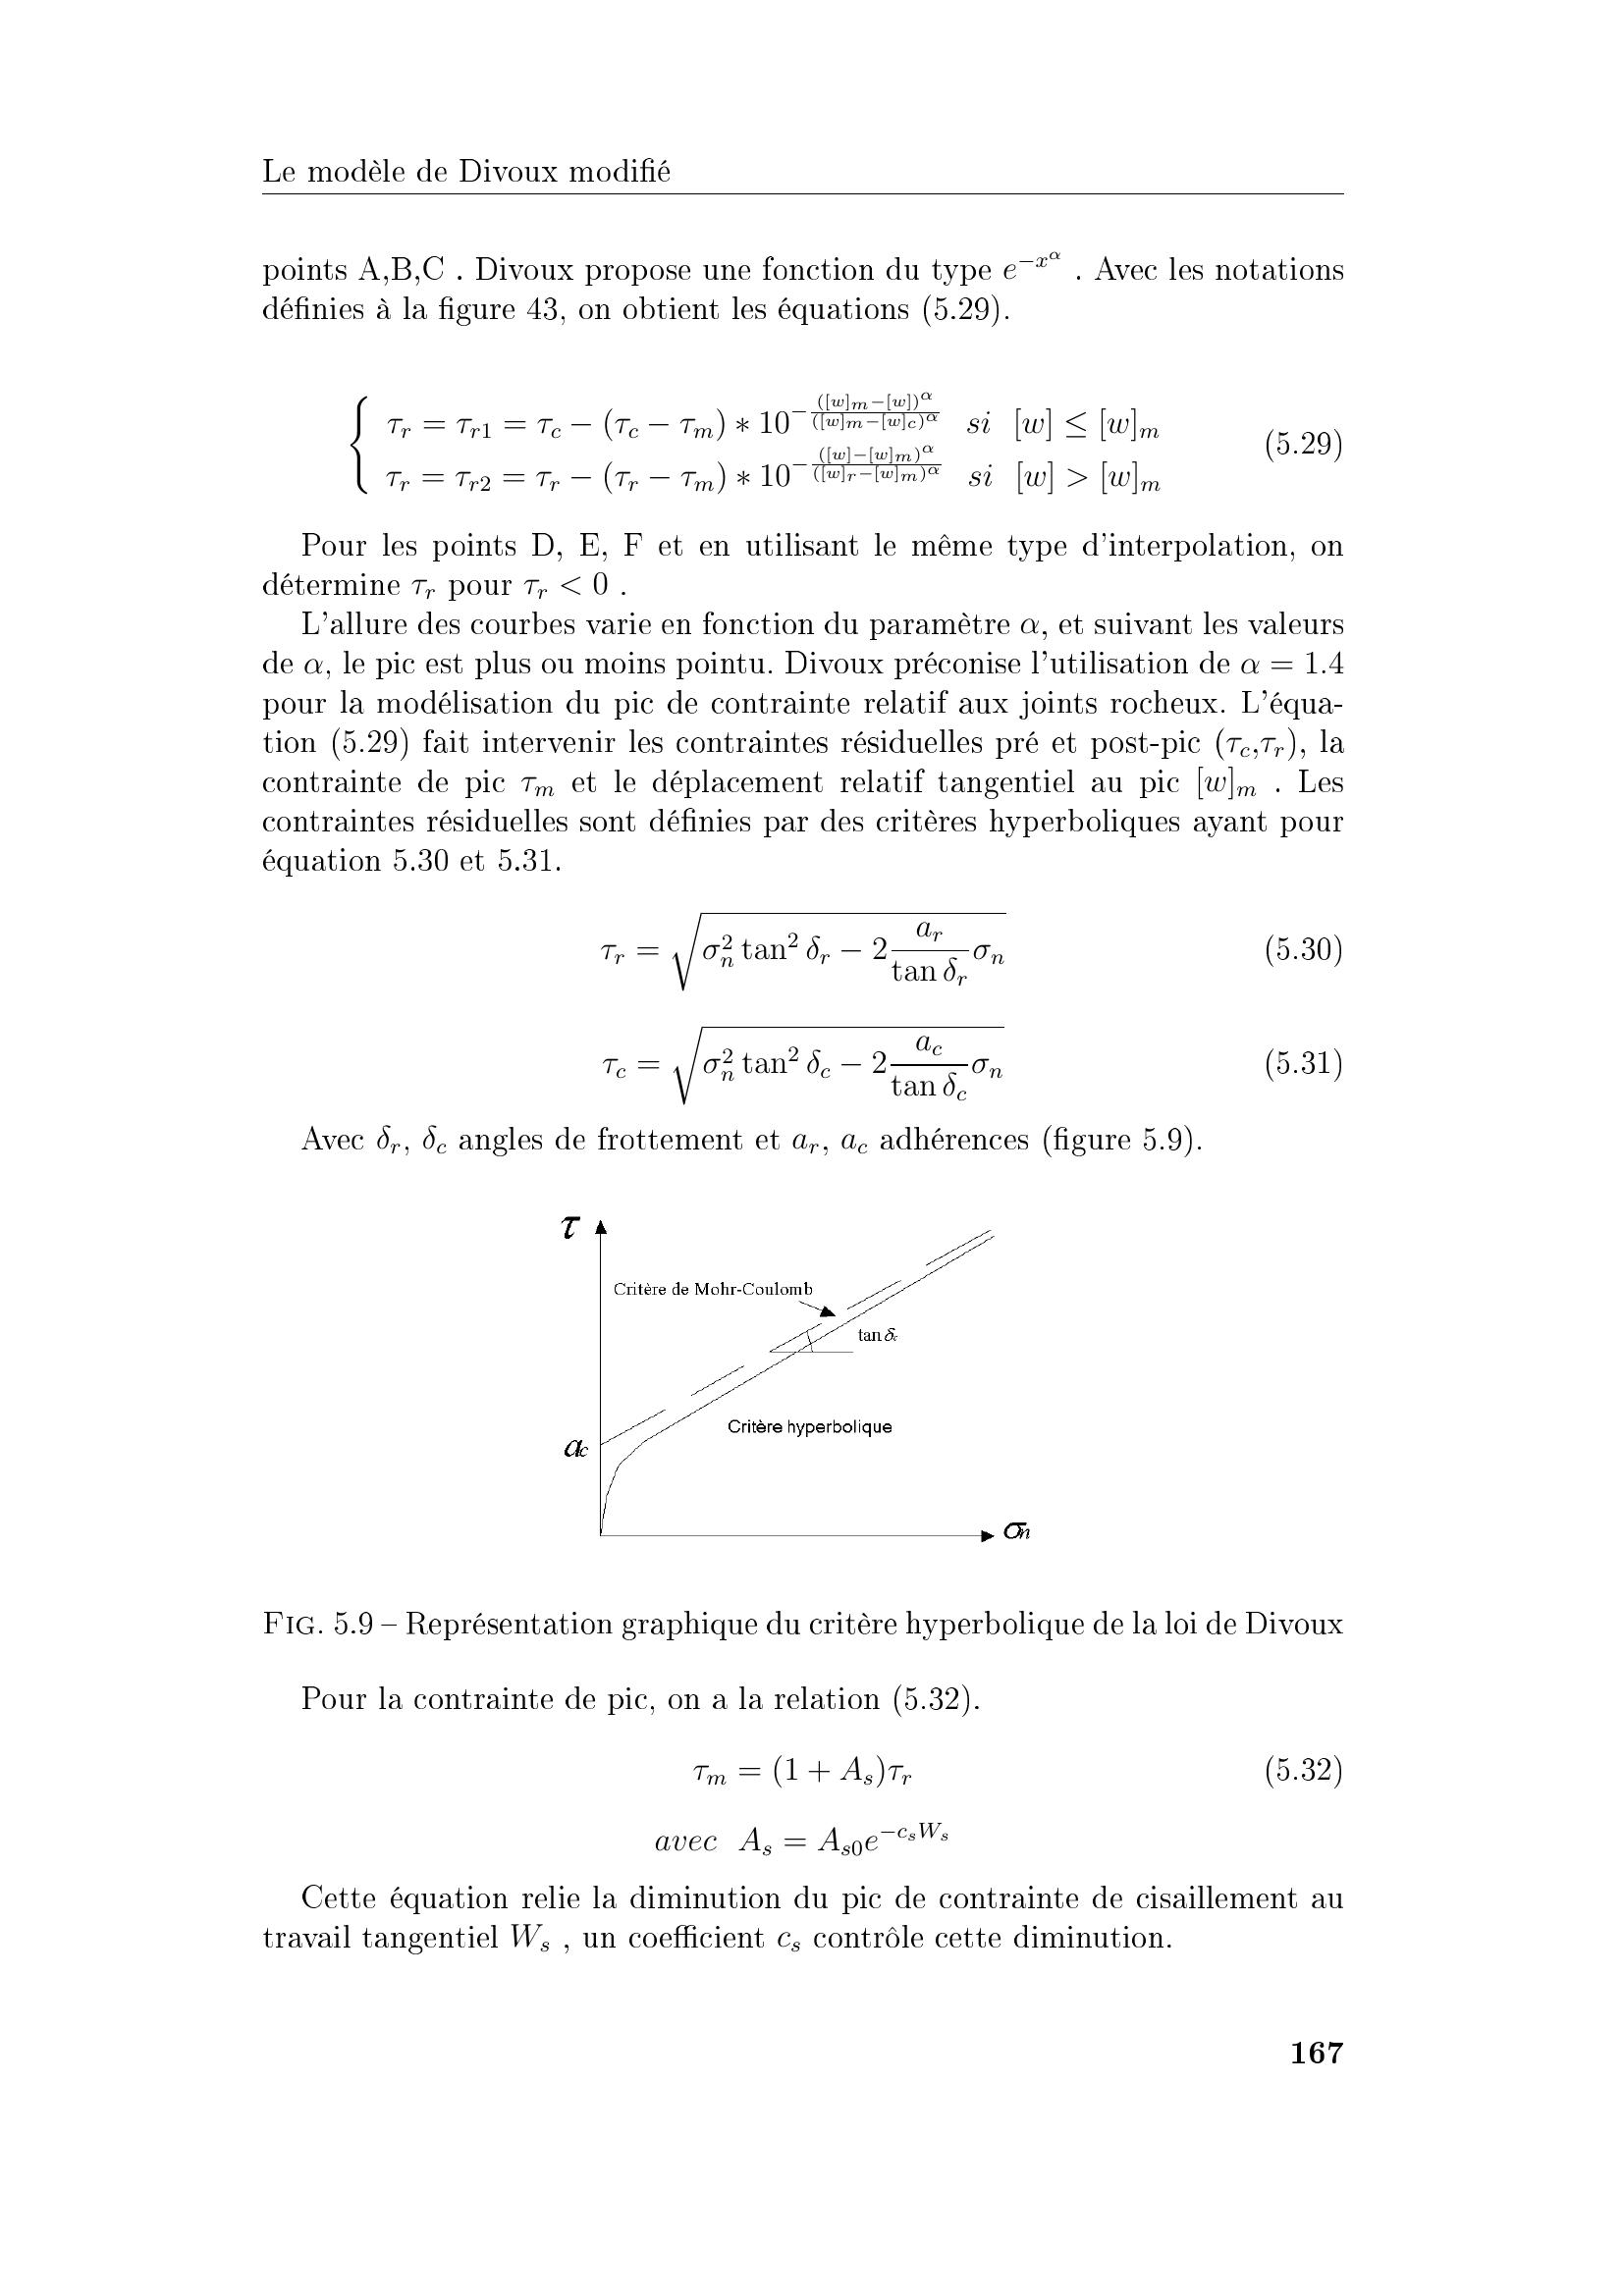 Le modèle de Divoux modifié
points A,B,C . Divoux propose une fonction du type $e^{-x^{\alpha}}$ . Avec les notations
définies à la figure 43, on obtient les équations (5.29).
$\left\{ \begin{array}{l} \tau_r = \tau_{r1} = \tau_c - (\tau_c - \tau_m) * 10^{-\frac{([w]_m-[w])^{\alpha}}{([w]_m-[w]_c)^{\alpha}}} \;\; si \;\; [w] \leq [w]_m \\ \tau_r = \tau_{r2} = \tau_r - (\tau_r - \tau_m) * 10^{-\frac{([w]-[w]_m)^{\alpha}}{([w]_r-[w]_m)^{\alpha}}} \;\; si \;\; [w] > [w]_m \end{array} \right.$ (5.29)
Pour les points D, E, F et en utilisant le même type d'interpolation, on
détermine $\tau_r$ pour $\tau_r < 0$ .
L'allure des courbes varie en fonction du paramètre $\alpha$, et suivant les valeurs
de $\alpha$, le pic est plus ou moins pointu. Divoux préconise l'utilisation de $\alpha = 1.4$
pour la modélisation du pic de contrainte relatif aux joints rocheux. L'équa-
tion (5.29) fait intervenir les contraintes résiduelles pré et post-pic ($\tau_c$,$\tau_r$), la
contrainte de pic $\tau_m$ et le déplacement relatif tangentiel au pic $[w]_m$ . Les
contraintes résiduelles sont définies par des critères hyperboliques ayant pour
équation 5.30 et 5.31.
$\tau_r = \sqrt{\sigma_n^2 \tan^2 \delta_r - 2\frac{a_r}{\tan \delta_r}\sigma_n}$ (5.30)
$\tau_c = \sqrt{\sigma_n^2 \tan^2 \delta_c - 2\frac{a_c}{\tan \delta_c}\sigma_n}$ (5.31)
Avec $\delta_r$, $\delta_c$ angles de frottement et $a_r$, $a_c$ adhérences (figure 5.9).
$\tau$
Critère de Mohr-Coulomb
$\tan \delta_c$
Critère hyperbolique
$a_c$
$\sigma_n$
FIG. 5.9 – Représentation graphique du critère hyperbolique de la loi de Divoux
Pour la contrainte de pic, on a la relation (5.32).
$\tau_m = (1 + A_s)\tau_r$ (5.32)
$avec \;\; A_s = A_{s0}e^{-c_s W_s}$
Cette équation relie la diminution du pic de contrainte de cisaillement au
travail tangentiel $W_s$ , un coefficient $c_s$ contrôle cette diminution.
167